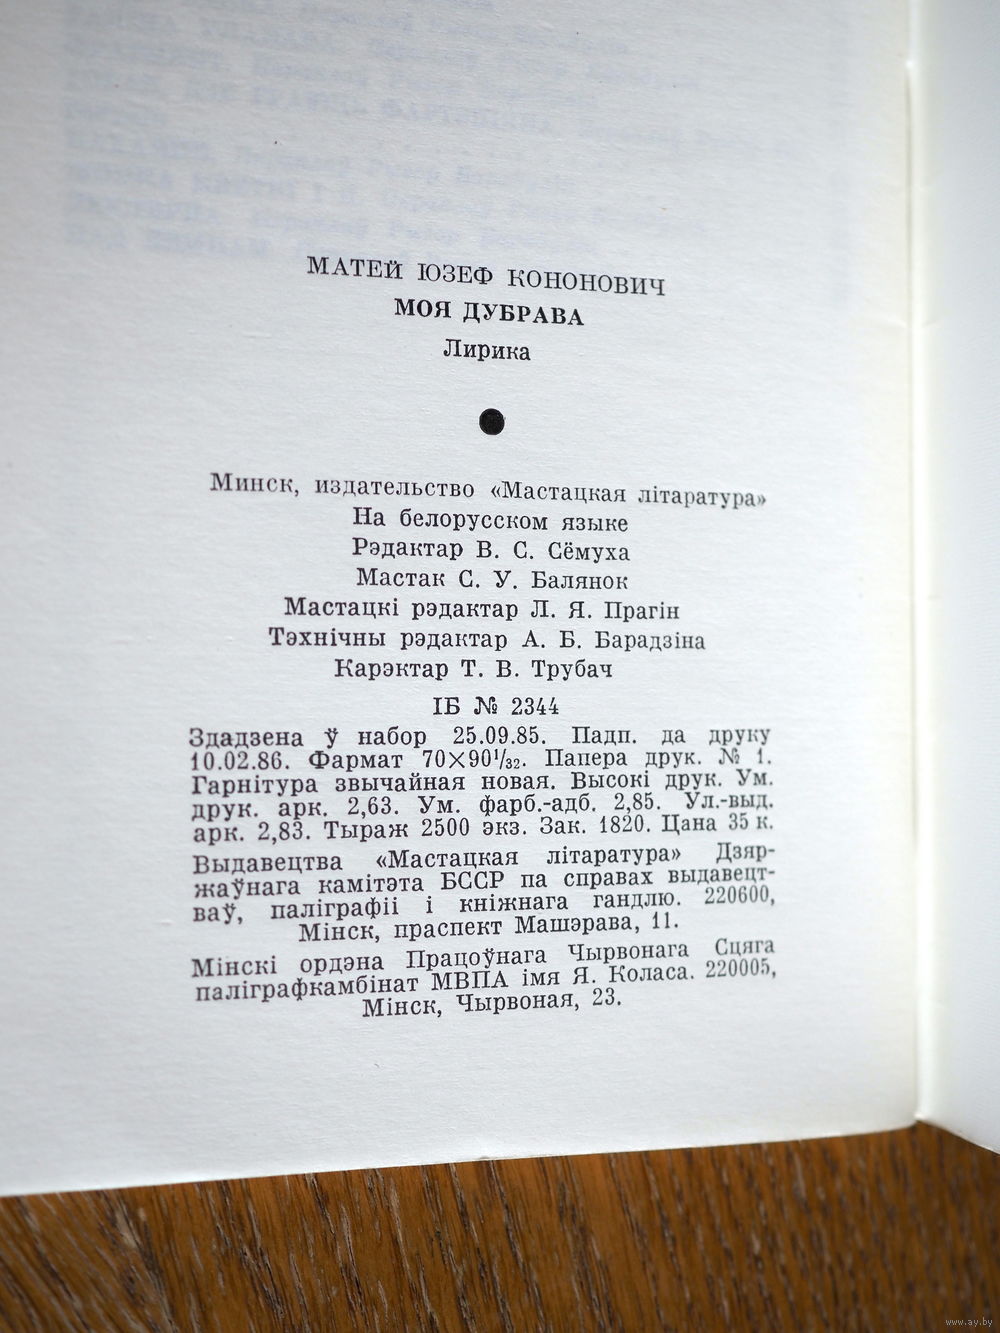 МАТЕЙ ЮЗЕФ КОНОНОВИЧ
МОЯ ДУБРАВА
Лирика
Минск, издательство «Мастацкая літаратура»
На белорусском языке
Рэдактар В. С. Сёмуха
Мастак С. У. Балянок
Мастацкі рэдактар Л. Я. Прагін
Тэхнічны рэдактар А. Б. Барадзіна
Карэктар Т. В. Трубач
ІБ № 2344
Здадзена ў набор 25.09.85. Падп. да друку
10.02.86. Фармат 70×90¹/₃₂. Папера друк. № 1.
Гарнітура звычайная новая. Высокі друк. Ум.
друк. арк. 2,63. Ум. фарб.-адб. 2,85. Ул.-выд.
арк. 2,83. Тыраж 2500 экз. Зак. 1820. Цана 35 к.
Выдавецтва «Мастацкая літаратура» Дзяр-
жаўнага камітэта БССР па справах выдавецт-
ваў, паліграфіі і кніжнага гандлю. 220600,
Мінск, праспект Машэрава, 11.
Мінскі ордэна Працоўнага Чырвонага Сцяга
паліграфкамбінат МВПА імя Я. Коласа. 220005,
Мінск, Чырвоная, 23.
www.ay.by